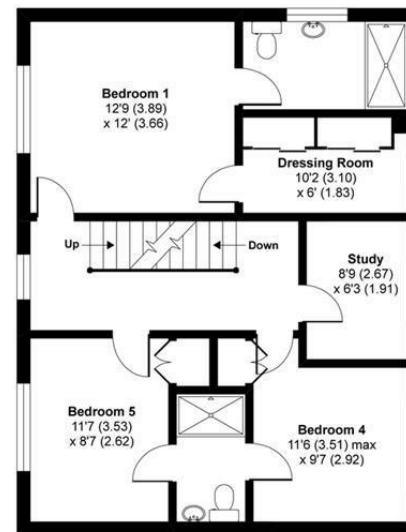 Bedroom 1
12'9 (3.89)
x 12' (3.66)
Dressing Room
10'2 (3.10)
x 6' (1.83)
Up
Down
Study
8'9 (2.67)
x 6'3 (1.91)
Bedroom 5
11'7 (3.53)
x 8'7 (2.62)
Bedroom 4
11'6 (3.51) max
x 9'7 (2.92)